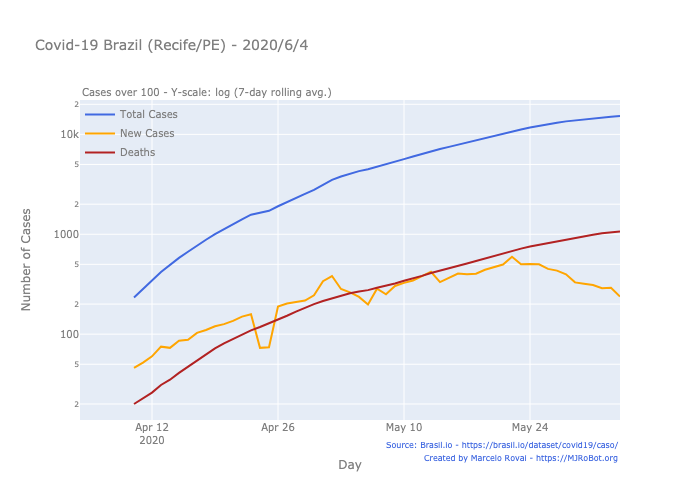 Covid-19 Brazil (Recife/PE) - 2020/6/4
Cases over 100 - Y-scale: log (7-day rolling avg.)
Total Cases
New Cases
Deaths
2
10k
5
2
1000
5
2
100
5
2
Number of Cases
Apr 12
2020
Apr 26
May 10
May 24
Day
Source: Brasil.io - https://brasil.io/dataset/covid19/caso/
Created by Marcelo Rovai - https://MJRoBot.org